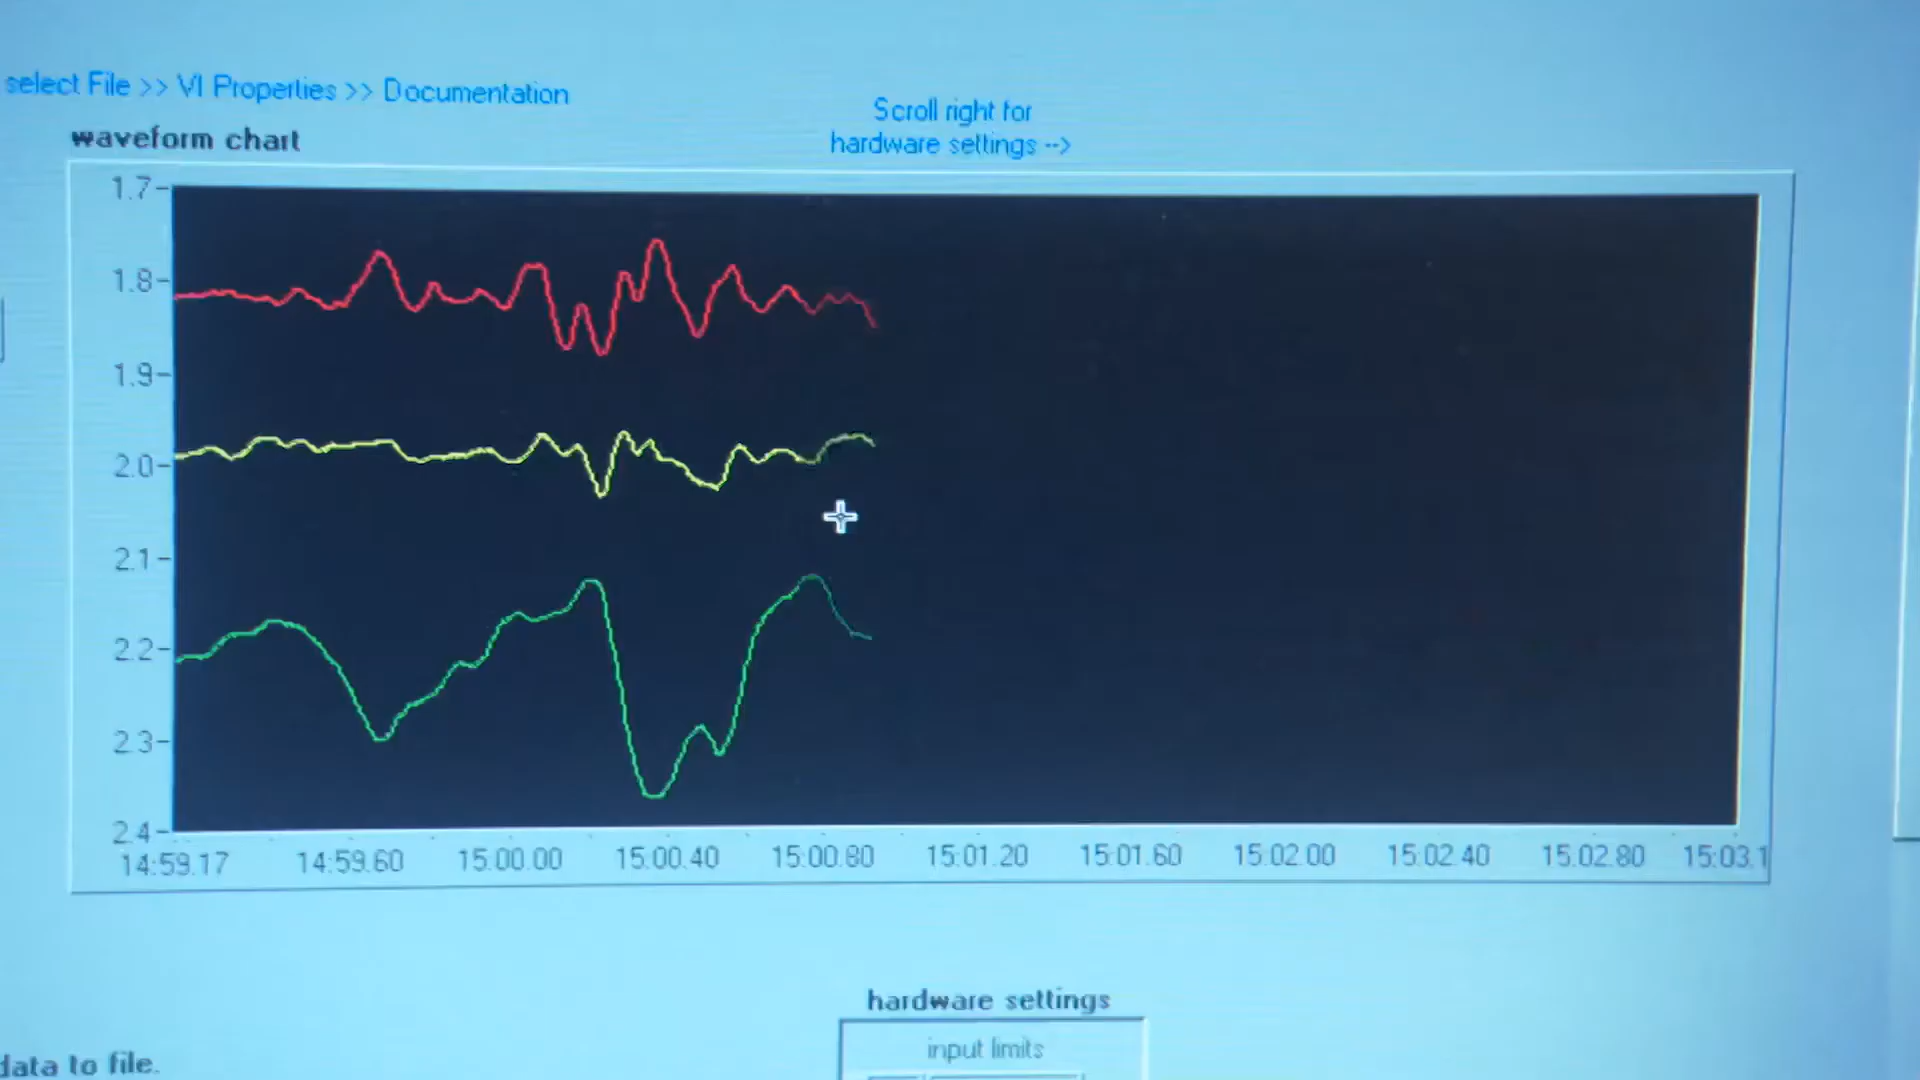 select File >> VI Properties >> Documentation
Scroll right for
hardware settings -->
waveform chart
1.7
1.8
1.9
2.0
2.1
2.2
2.3
2.4
14:59.17 14:59.60 15:00.00 15:00.40 15:00.80 15:01.20 15:01.60 15:02.00 15:02.40 15:02.80 15:03.1
hardware settings
input limits
data to file.